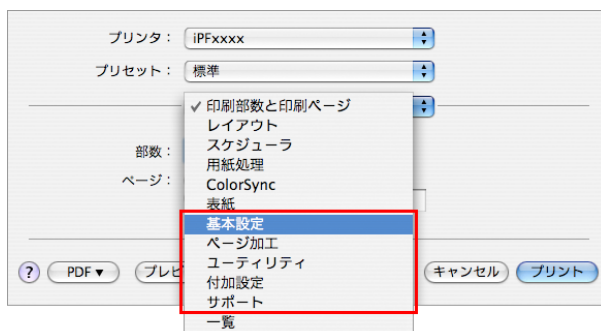 プリンタ： iPFxxxx
プリセット： 標準
✓ 印刷部数と印刷ページ
レイアウト
スケジューラ
部数：
用紙処理
ページ：
ColorSync
表紙
基本設定
ページ加工
ユーティリティ
付加設定
サポート
一覧
? PDF▼ プレビ キャンセル プリント